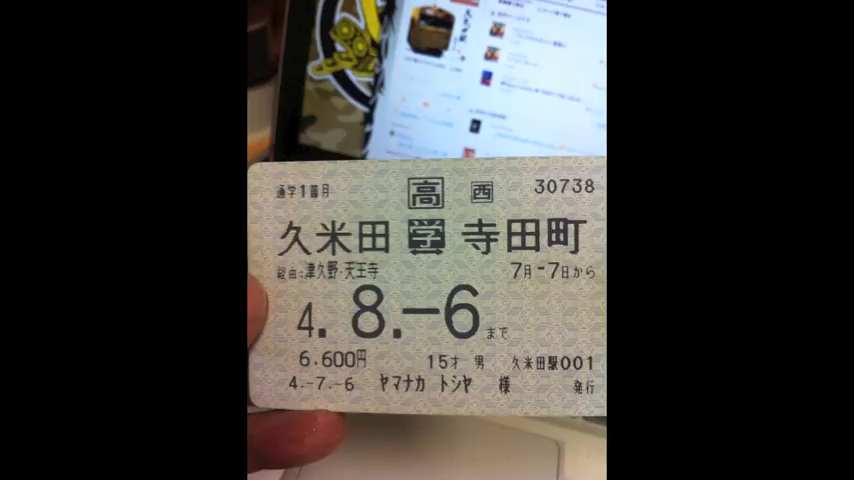 通学1箇月 高 西 30738
久米田 学 寺田町
経由:津久野・天王寺 7月-7日から
4.8.-6まで
6,600円 15才 男 久米田駅001
4.-7.-6 ヤマナカ トシヤ 様 発行